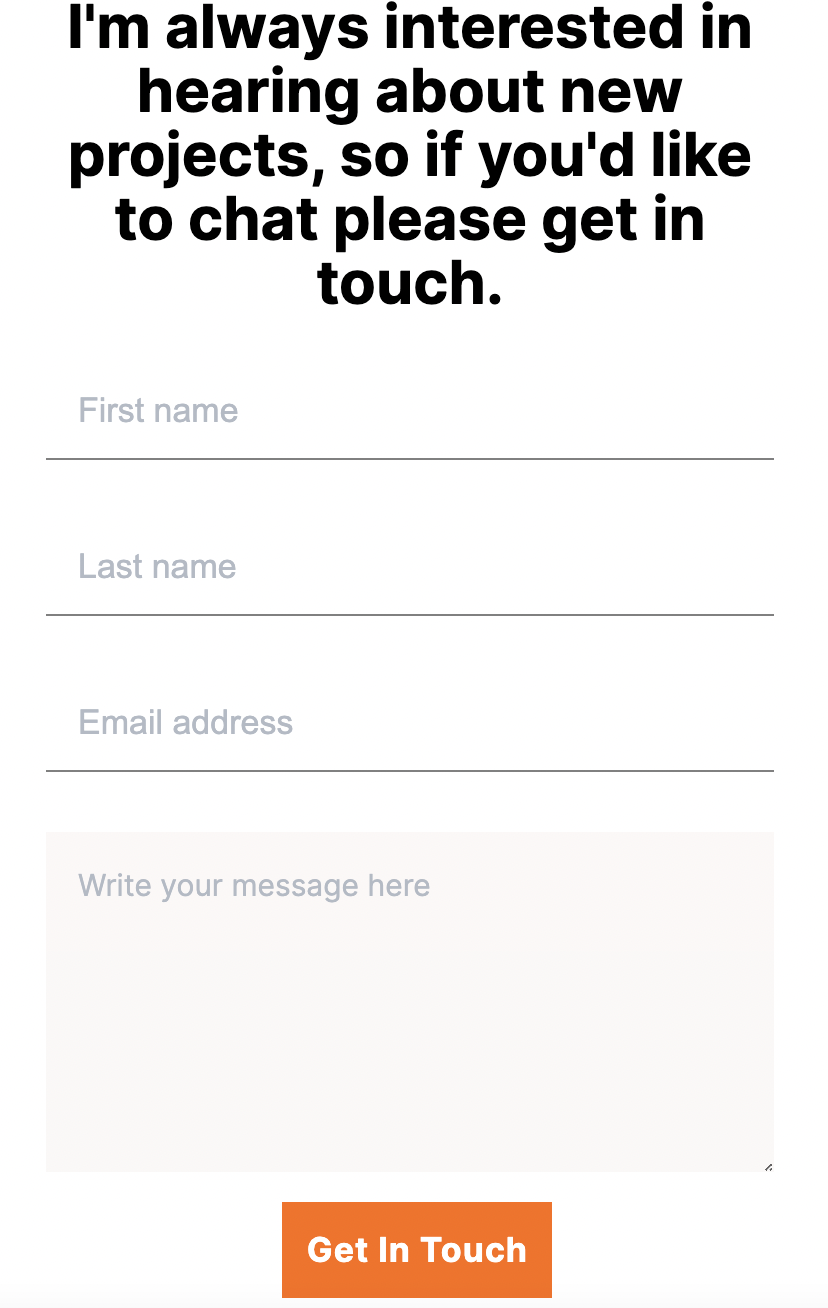 I'm always interested in
hearing about new
projects, so if you'd like
to chat please get in
touch.
First name
Last name
Email address
Write your message here
Get In Touch